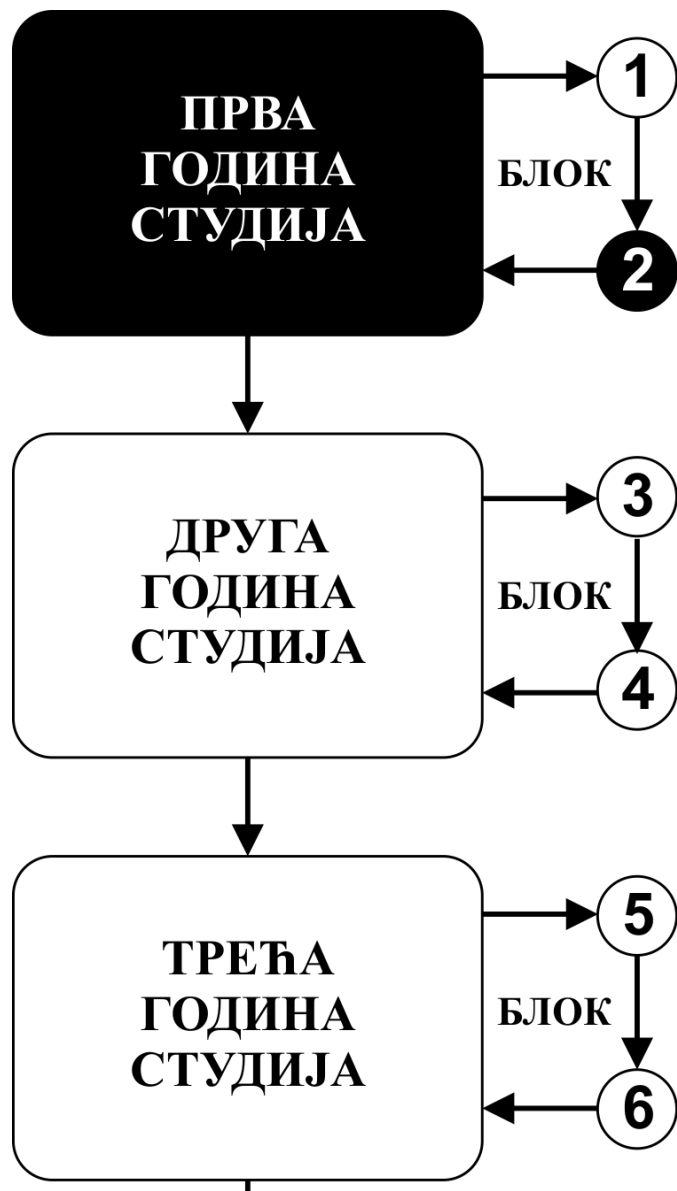 ПРВА
ГОДИНА
СТУДИЈА
1
БЛОК
2
ДРУГА
ГОДИНА
СТУДИЈА
3
БЛОК
4
ТРЕЋА
ГОДИНА
СТУДИЈА
5
БЛОК
6